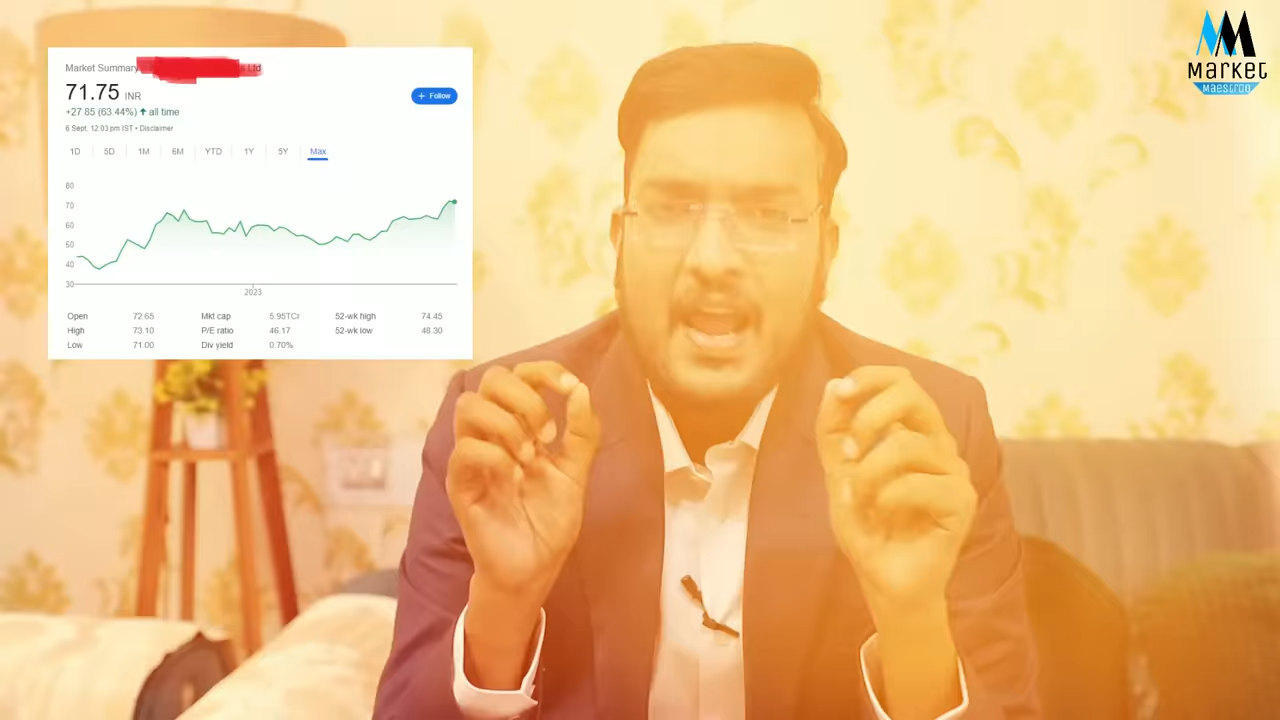 Market Summary
Ltd
71.75 INR
+27.85 (63.44%) ↑ all time
6 Sept, 12:03 pm IST • Disclaimer
+ Follow
1D 5D 1M 6M YTD 1Y 5Y Max
80
70
60
50
40
30
2023
Open 72.65 Mkt cap 5.95TCr 52-wk high 74.45
High 73.10 P/E ratio 46.17 52-wk low 48.30
Low 71.00 Div yield 0.70%
MARKET
MAESTROO